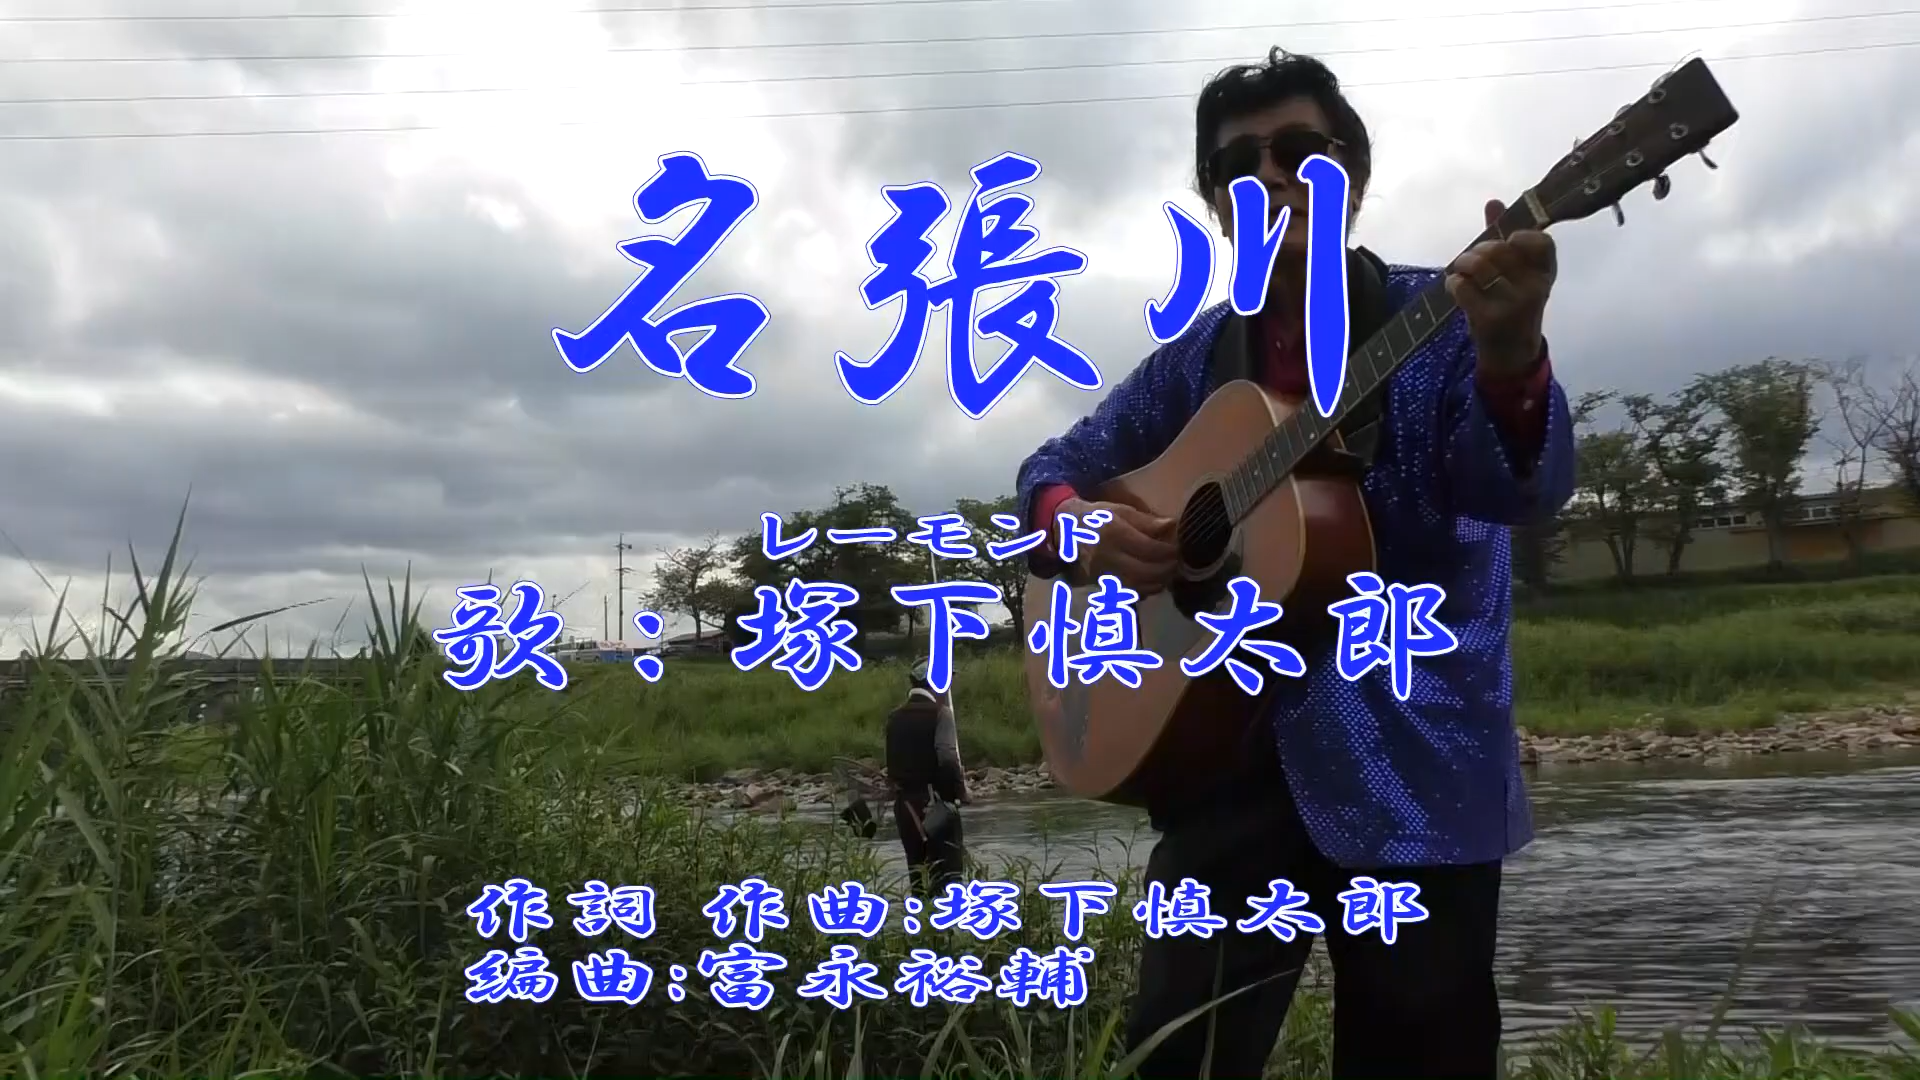 名張川
レーモンド
歌：塚下慎太郎
作詞 作曲:塚下慎太郎
編曲:富永裕輔